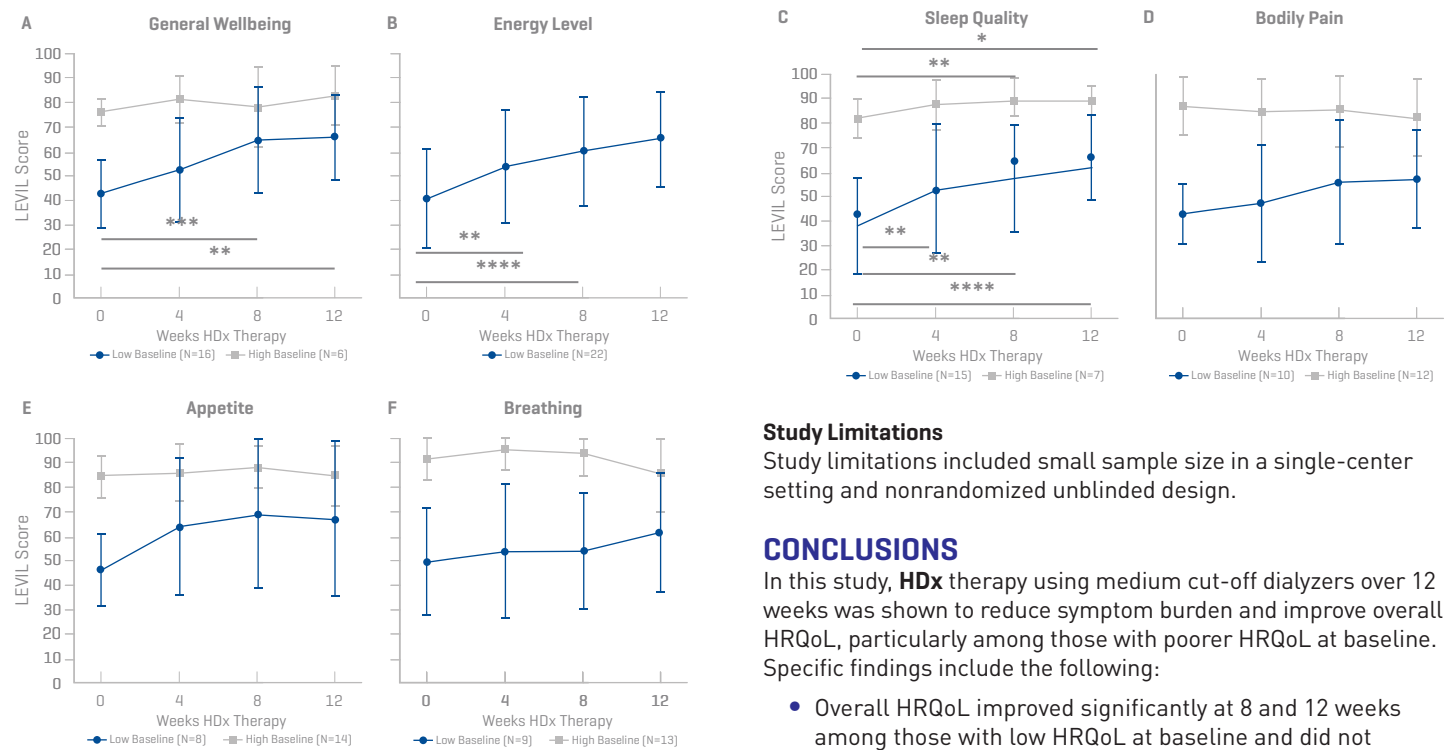 A General Wellbeing
LEVIL Score
100
90
80
70
60
50
40
30
20
10
0
***
**
0 4 8 12
Weeks HDx Therapy
Low Baseline (N=16) High Baseline (N=6)
B Energy Level
**
****
0 4 8 12
Weeks HDx Therapy
Low Baseline (N=22)
C Sleep Quality
LEVIL Score
100
90
80
70
60
50
40
30
20
10
0
*
**
**
**
****
0 4 8 12
Weeks HDx Therapy
Low Baseline (N=15) High Baseline (N=7)
D Bodily Pain
0 4 8 12
Weeks HDx Therapy
Low Baseline (N=10) High Baseline (N=12)
E Appetite
LEVIL Score
100
90
80
70
60
50
40
30
20
10
0
0 4 8 12
Weeks HDx Therapy
Low Baseline (N=8) High Baseline (N=14)
F Breathing
0 4 8 12
Weeks HDx Therapy
Low Baseline (N=9) High Baseline (N=13)
Study Limitations
Study limitations included small sample size in a single-center
setting and nonrandomized unblinded design.
CONCLUSIONS
In this study, HDx therapy using medium cut-off dialyzers over 12
weeks was shown to reduce symptom burden and improve overall
HRQoL, particularly among those with poorer HRQoL at baseline.
Specific findings include the following:
• Overall HRQoL improved significantly at 8 and 12 weeks
among those with low HRQoL at baseline and did not